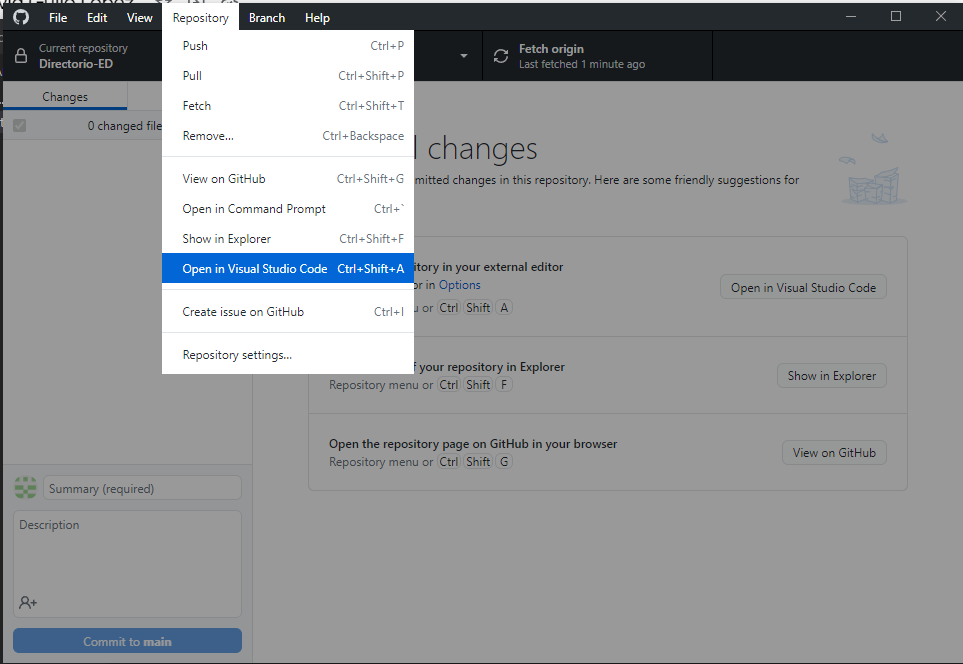 File Edit View Repository Branch Help
Current repository
Directorio-ED
Fetch origin
Last fetched 1 minute ago
Push Ctrl+P
Pull Ctrl+Shift+P
Fetch Ctrl+Shift+T
Remove... Ctrl+Backspace
View on GitHub Ctrl+Shift+G
Open in Command Prompt Ctrl+`
Show in Explorer Ctrl+Shift+F
Open in Visual Studio Code Ctrl+Shift+A
Create issue on GitHub Ctrl+I
Repository settings...
Changes
0 changed file
l changes
mitted changes in this repository. Here are some friendly suggestions for
itory in your external editor
or in Options
u or Ctrl Shift A
Open in Visual Studio Code
f your repository in Explorer
Repository menu or Ctrl Shift F
Show in Explorer
Open the repository page on GitHub in your browser
Repository menu or Ctrl Shift G
View on GitHub
Summary (required)
Description
Commit to main